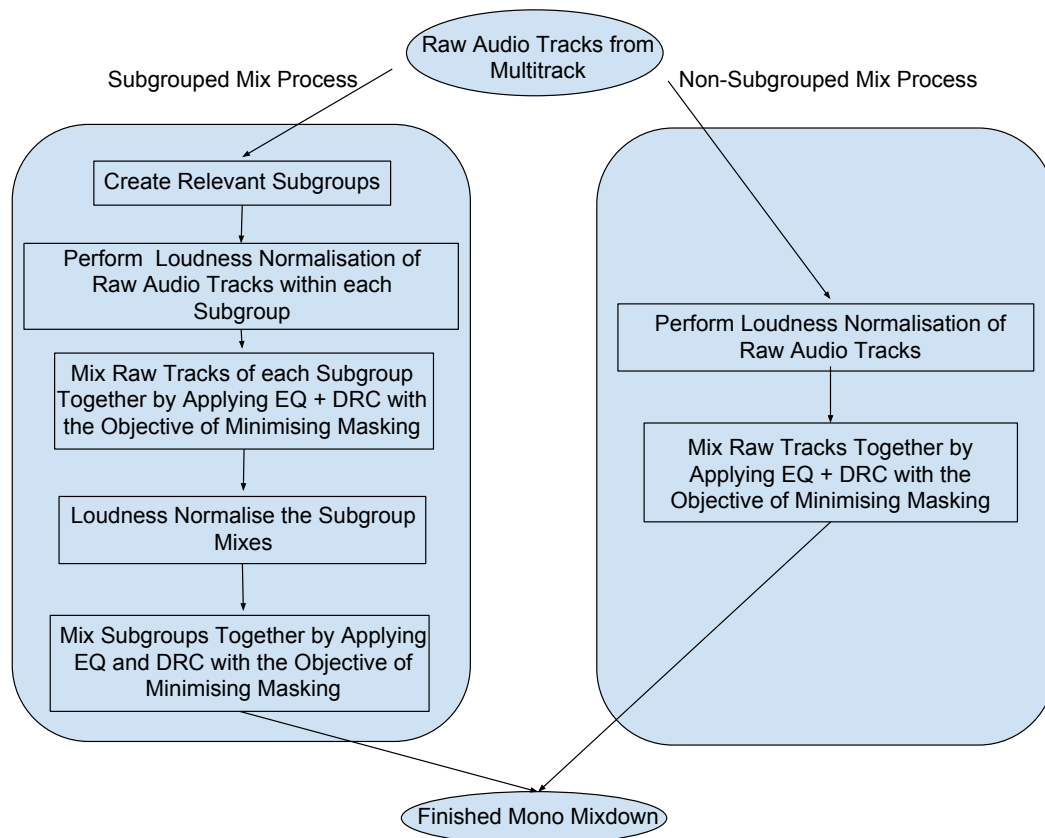 Raw Audio Tracks from
Multitrack
Subgrouped Mix Process
Non-Subgrouped Mix Process
Create Relevant Subgroups
Perform Loudness Normalisation of
Raw Audio Tracks within each
Subgroup
Mix Raw Tracks of each Subgroup
Together by Applying EQ + DRC with
the Objective of Minimising Masking
Loudness Normalise the Subgroup
Mixes
Mix Subgroups Together by Applying
EQ and DRC with the Objective of
Minimising Masking
Perform Loudness Normalisation of
Raw Audio Tracks
Mix Raw Tracks Together by
Applying EQ + DRC with the
Objective of Minimising Masking
Finished Mono Mixdown